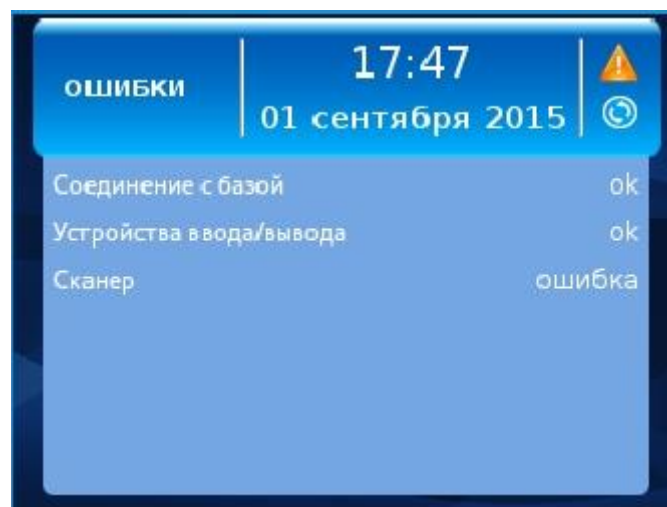 ОШИБКИ
17:47
01 сентября 2015
Соединение с базой ok
Устройства ввода/вывода ok
Сканер ошибка